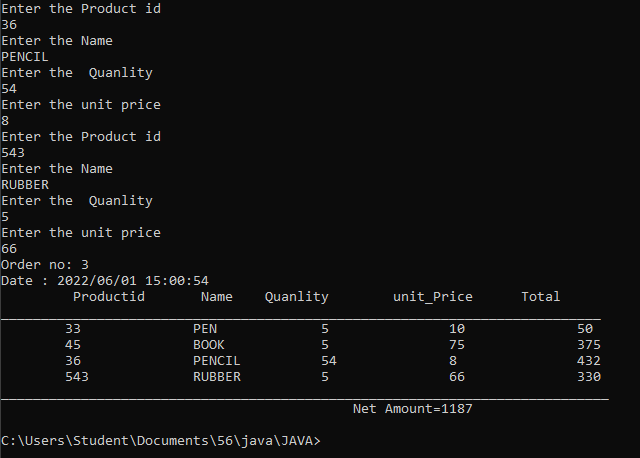 Enter the Product id
36
Enter the Name
PENCIL
Enter the  Quanlity
54
Enter the unit price
8
Enter the Product id
543
Enter the Name
RUBBER
Enter the  Quanlity
5
Enter the unit price
66
Order no: 3
Date : 2022/06/01 15:00:54
Productid Name Quanlity unit_Price Total
33 PEN 5 10 50
45 BOOK 5 75 375
36 PENCIL 54 8 432
543 RUBBER 5 66 330
Net Amount=1187
C:\Users\Student\Documents\56\java\JAVA>